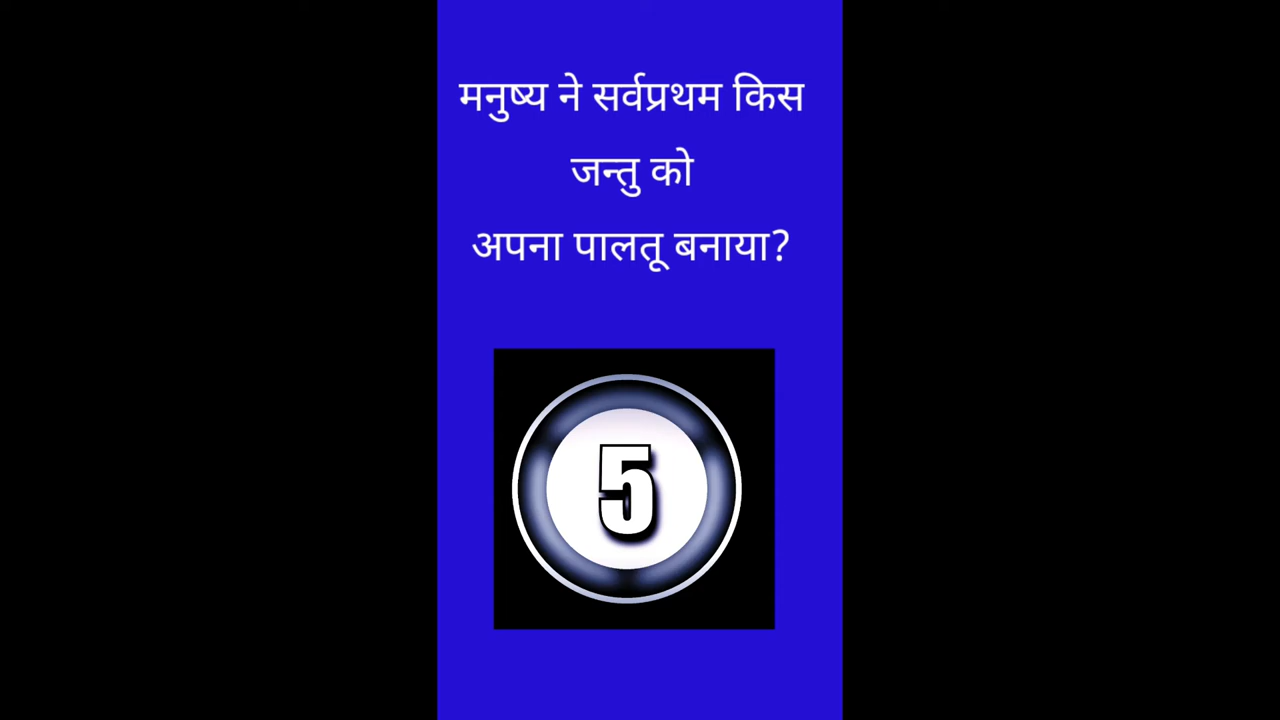 मनुष्य ने सर्वप्रथम किस
जन्तु को
अपना पालतू बनाया?
5